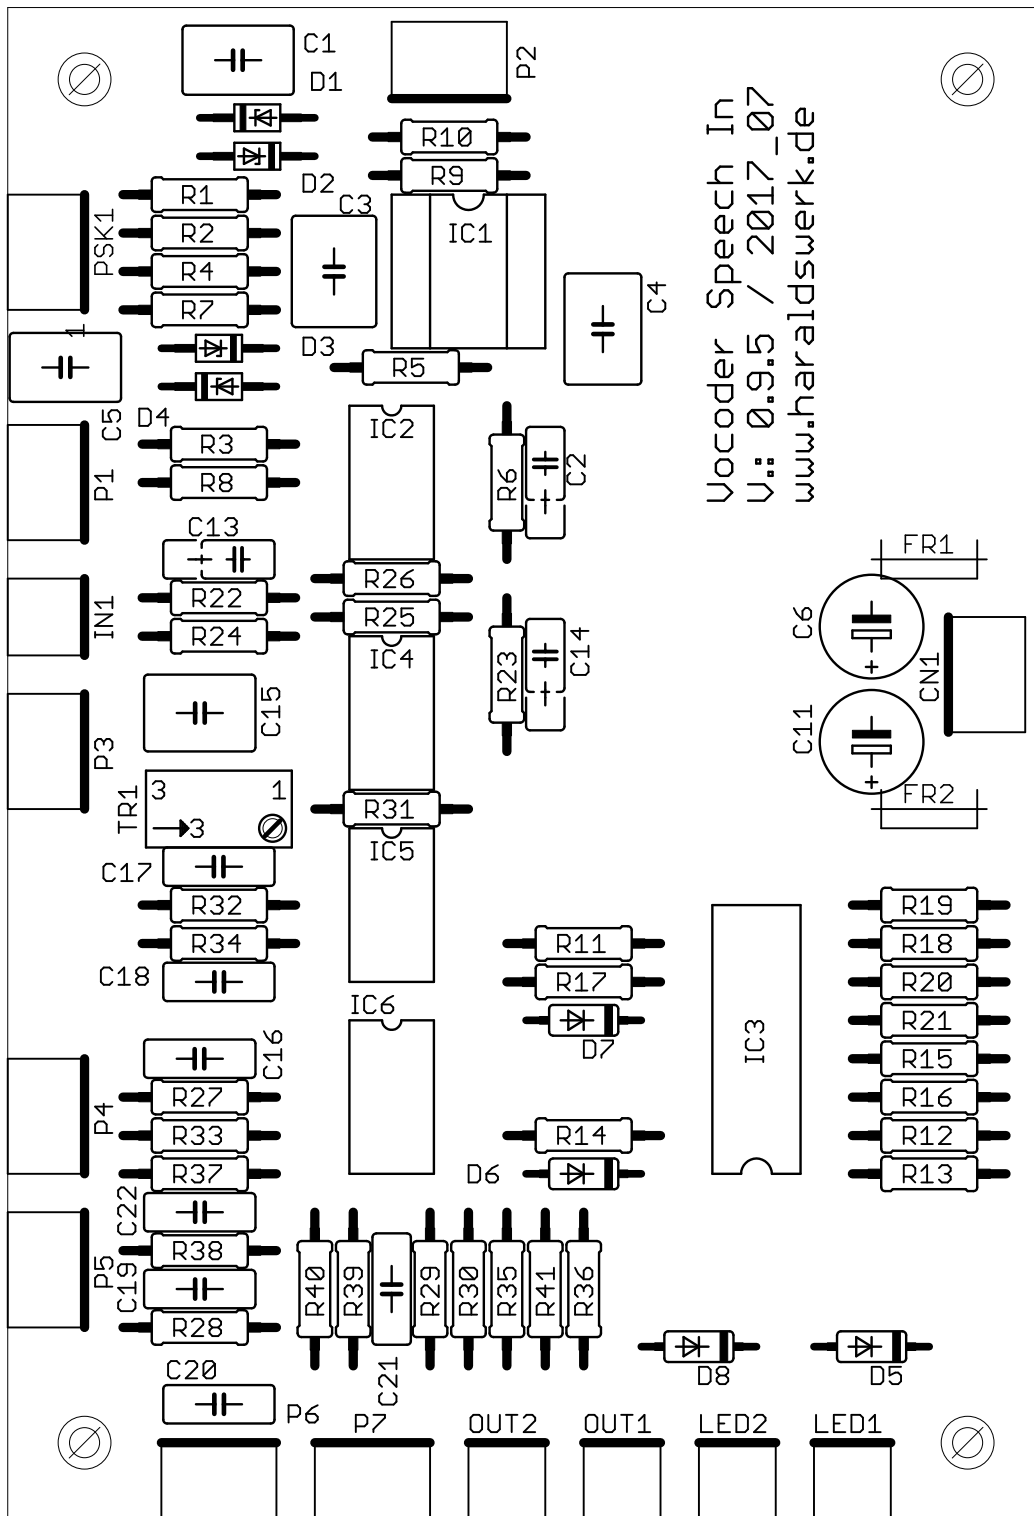 C1
D1
P2
R10
R9
D2
C3
R1
R2
R4
R7
PSK1
IC1
C4
Vocoder Speech In
V.: 0.9.5 / 2017_07
www.haraldswerk.de
1
D3
R5
C5
D4
IC2
R3
R8
P1
R6
C2
C13
R26
R22
R25
R24
IN1
IC4
R23
C14
FR1
C6
CN1
C11
FR2
C15
P3
TR1
3
1
3
R31
IC5
C17
R32
R34
C18
R19
R18
R20
R21
R15
R16
R12
R13
R11
R17
D7
IC3
IC6
C16
R27
R33
R37
P4
R14
D6
C22
R38
C19
P5
R28
R40
R39
R29
R30
R35
R41
R36
C21
C20
D8
D5
P6
P7
OUT2
OUT1
LED2
LED1